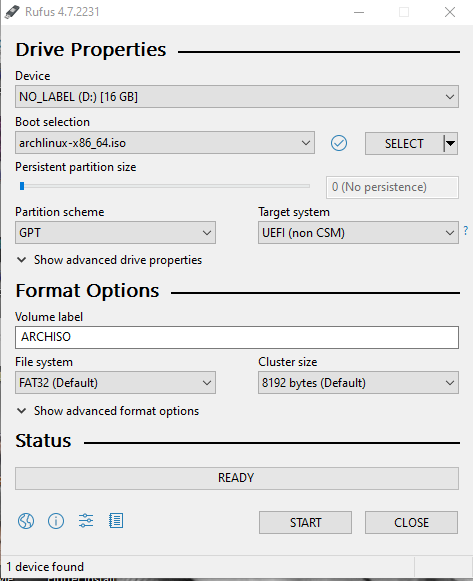 Rufus 4.7.2231
Drive Properties
Device
NO_LABEL (D:) [16 GB]
Boot selection
archlinux-x86_64.iso
SELECT
Persistent partition size
0 (No persistence)
Partition scheme
Target system
GPT
UEFI (non CSM)
?
Show advanced drive properties
Format Options
Volume label
ARCHISO
File system
Cluster size
FAT32 (Default)
8192 bytes (Default)
Show advanced format options
Status
READY
START
CLOSE
1 device found